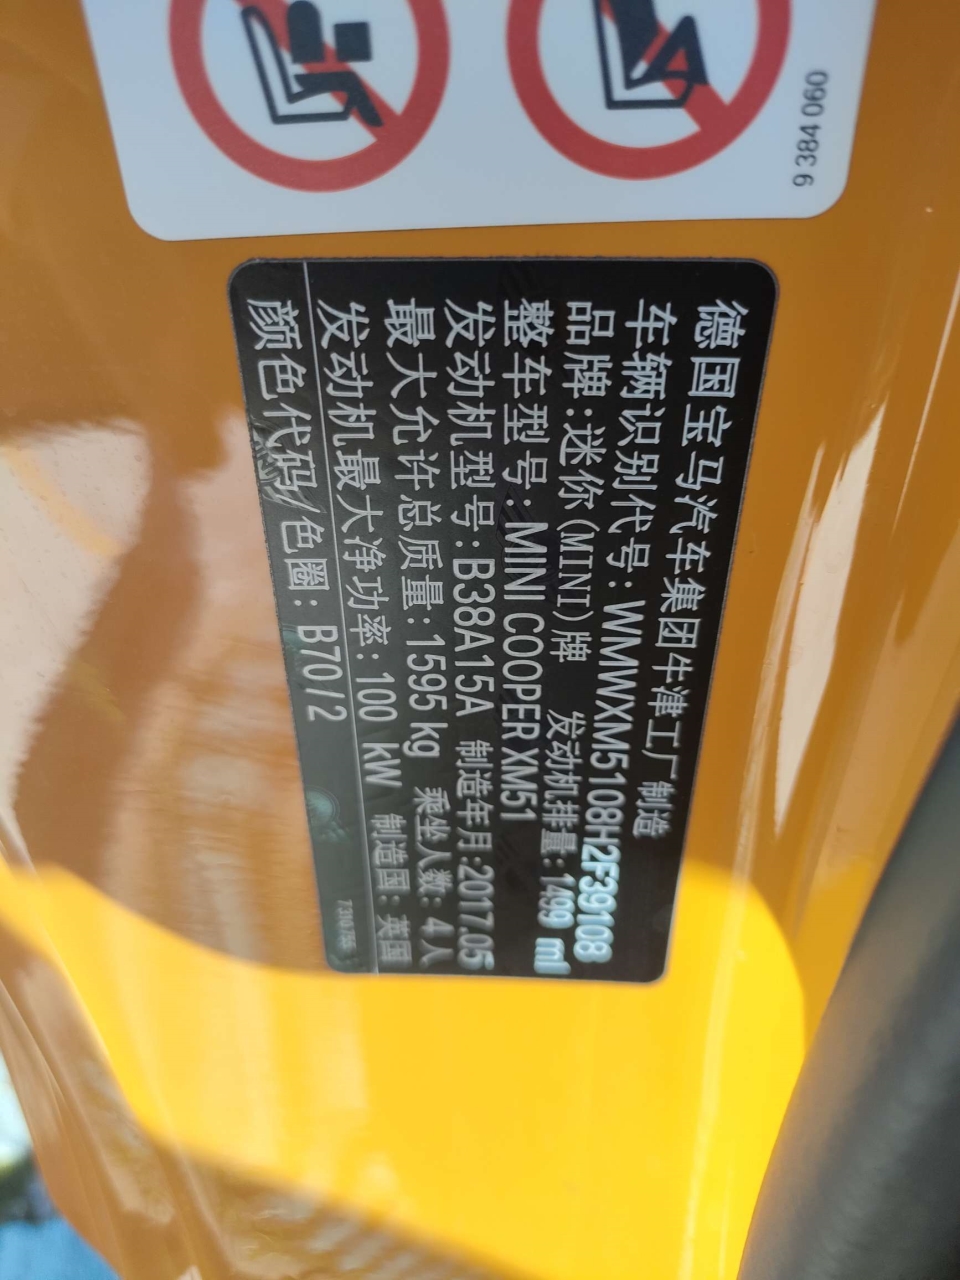 9 384 060
德国宝马汽车集团牛津工厂 制造
车辆识别代号: WMWXM5108H2F39108
品牌:迷你(MINI)牌 发动机排量: 1499 ml
整车型号:MINI COOPER XM51
发动机型号:B38A15A 制造年月:2017.05
最大允许总质量:1595 kg 乘坐人数: 4 人
发动机最大净功率:100 kW 制造国: 英国
颜色代码/色圈: B70/2